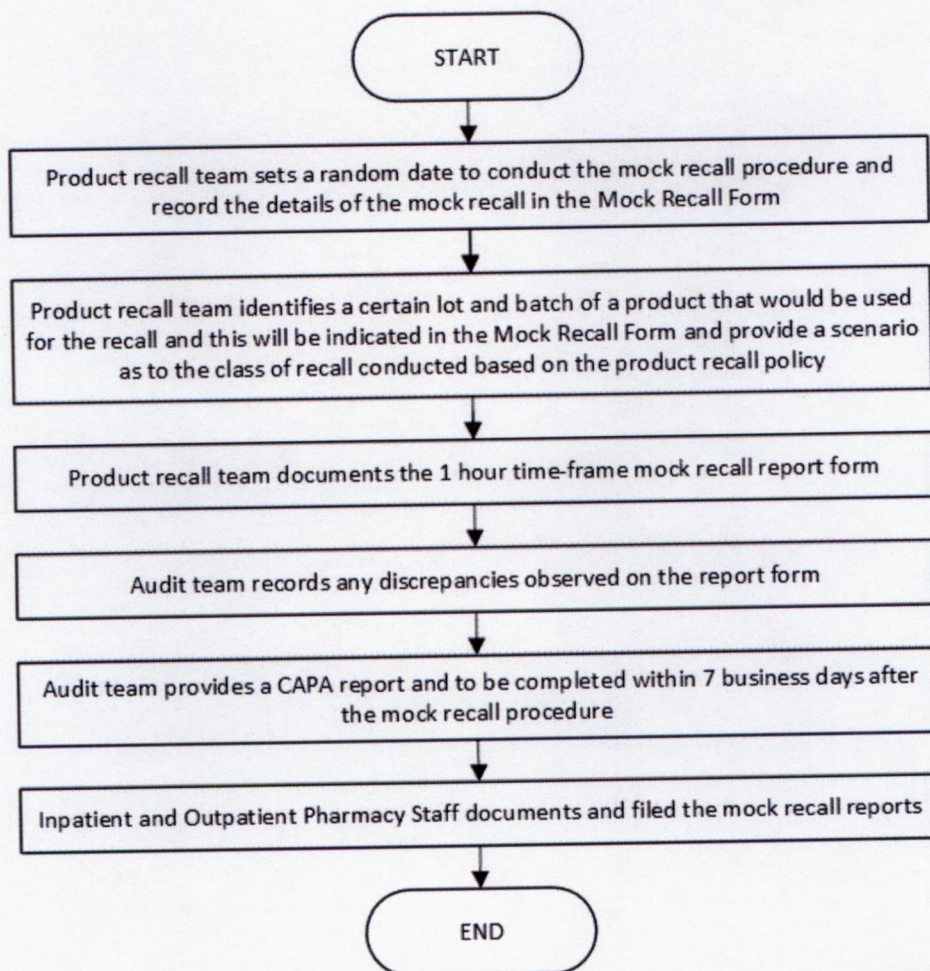 START
Product recall team sets a random date to conduct the mock recall procedure and
record the details of the mock recall in the Mock Recall Form
Product recall team identifies a certain lot and batch of a product that would be used
for the recall and this will be indicated in the Mock Recall Form and provide a scenario
as to the class of recall conducted based on the product recall policy
Product recall team documents the 1 hour time-frame mock recall report form
Audit team records any discrepancies observed on the report form
Audit team provides a CAPA report and to be completed within 7 business days after
the mock recall procedure
Inpatient and Outpatient Pharmacy Staff documents and filed the mock recall reports
END